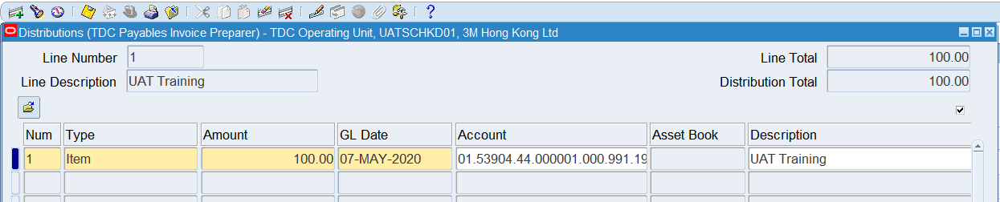 Distributions (TDC Payables Invoice Preparer) - TDC Operating Unit, UATSCHKD01, 3M Hong Kong Ltd
Line Number 1 Line Total 100.00
Line Description UAT Training Distribution Total 100.00
Num Type Amount GL Date Account Asset Book Description
1 Item 100.00 07-MAY-2020 01.53904.44.000001.000.991.19 UAT Training